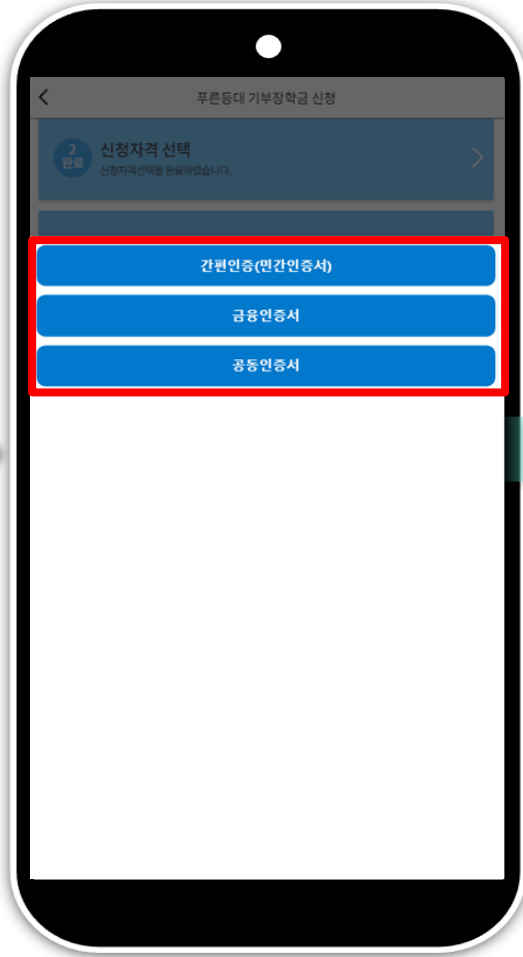 푸른등대 기부장학금 신청
2
완료
신청자격 선택
신청자격선택을 완료하였습니다.
간편인증(민간인증서)
금융인증서
공동인증서